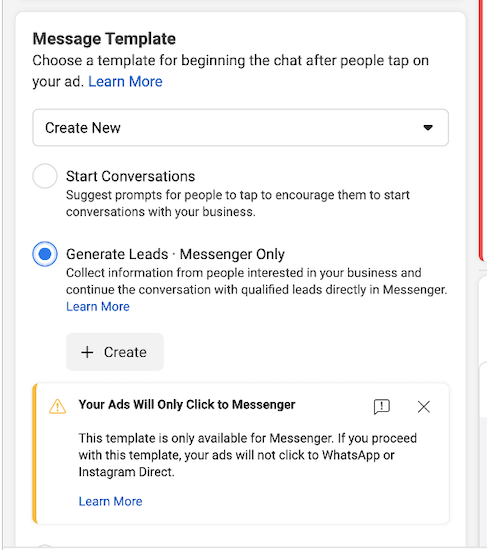 Message Template
Choose a template for beginning the chat after people tap on
your ad. Learn More
Create New
Start Conversations
Suggest prompts for people to tap to encourage them to start
conversations with your business.
Generate Leads · Messenger Only
Collect information from people interested in your business and
continue the conversation with qualified leads directly in Messenger.
Learn More
+ Create
Your Ads Will Only Click to Messenger
This template is only available for Messenger. If you proceed
with this template, your ads will not click to WhatsApp or
Instagram Direct.
Learn More